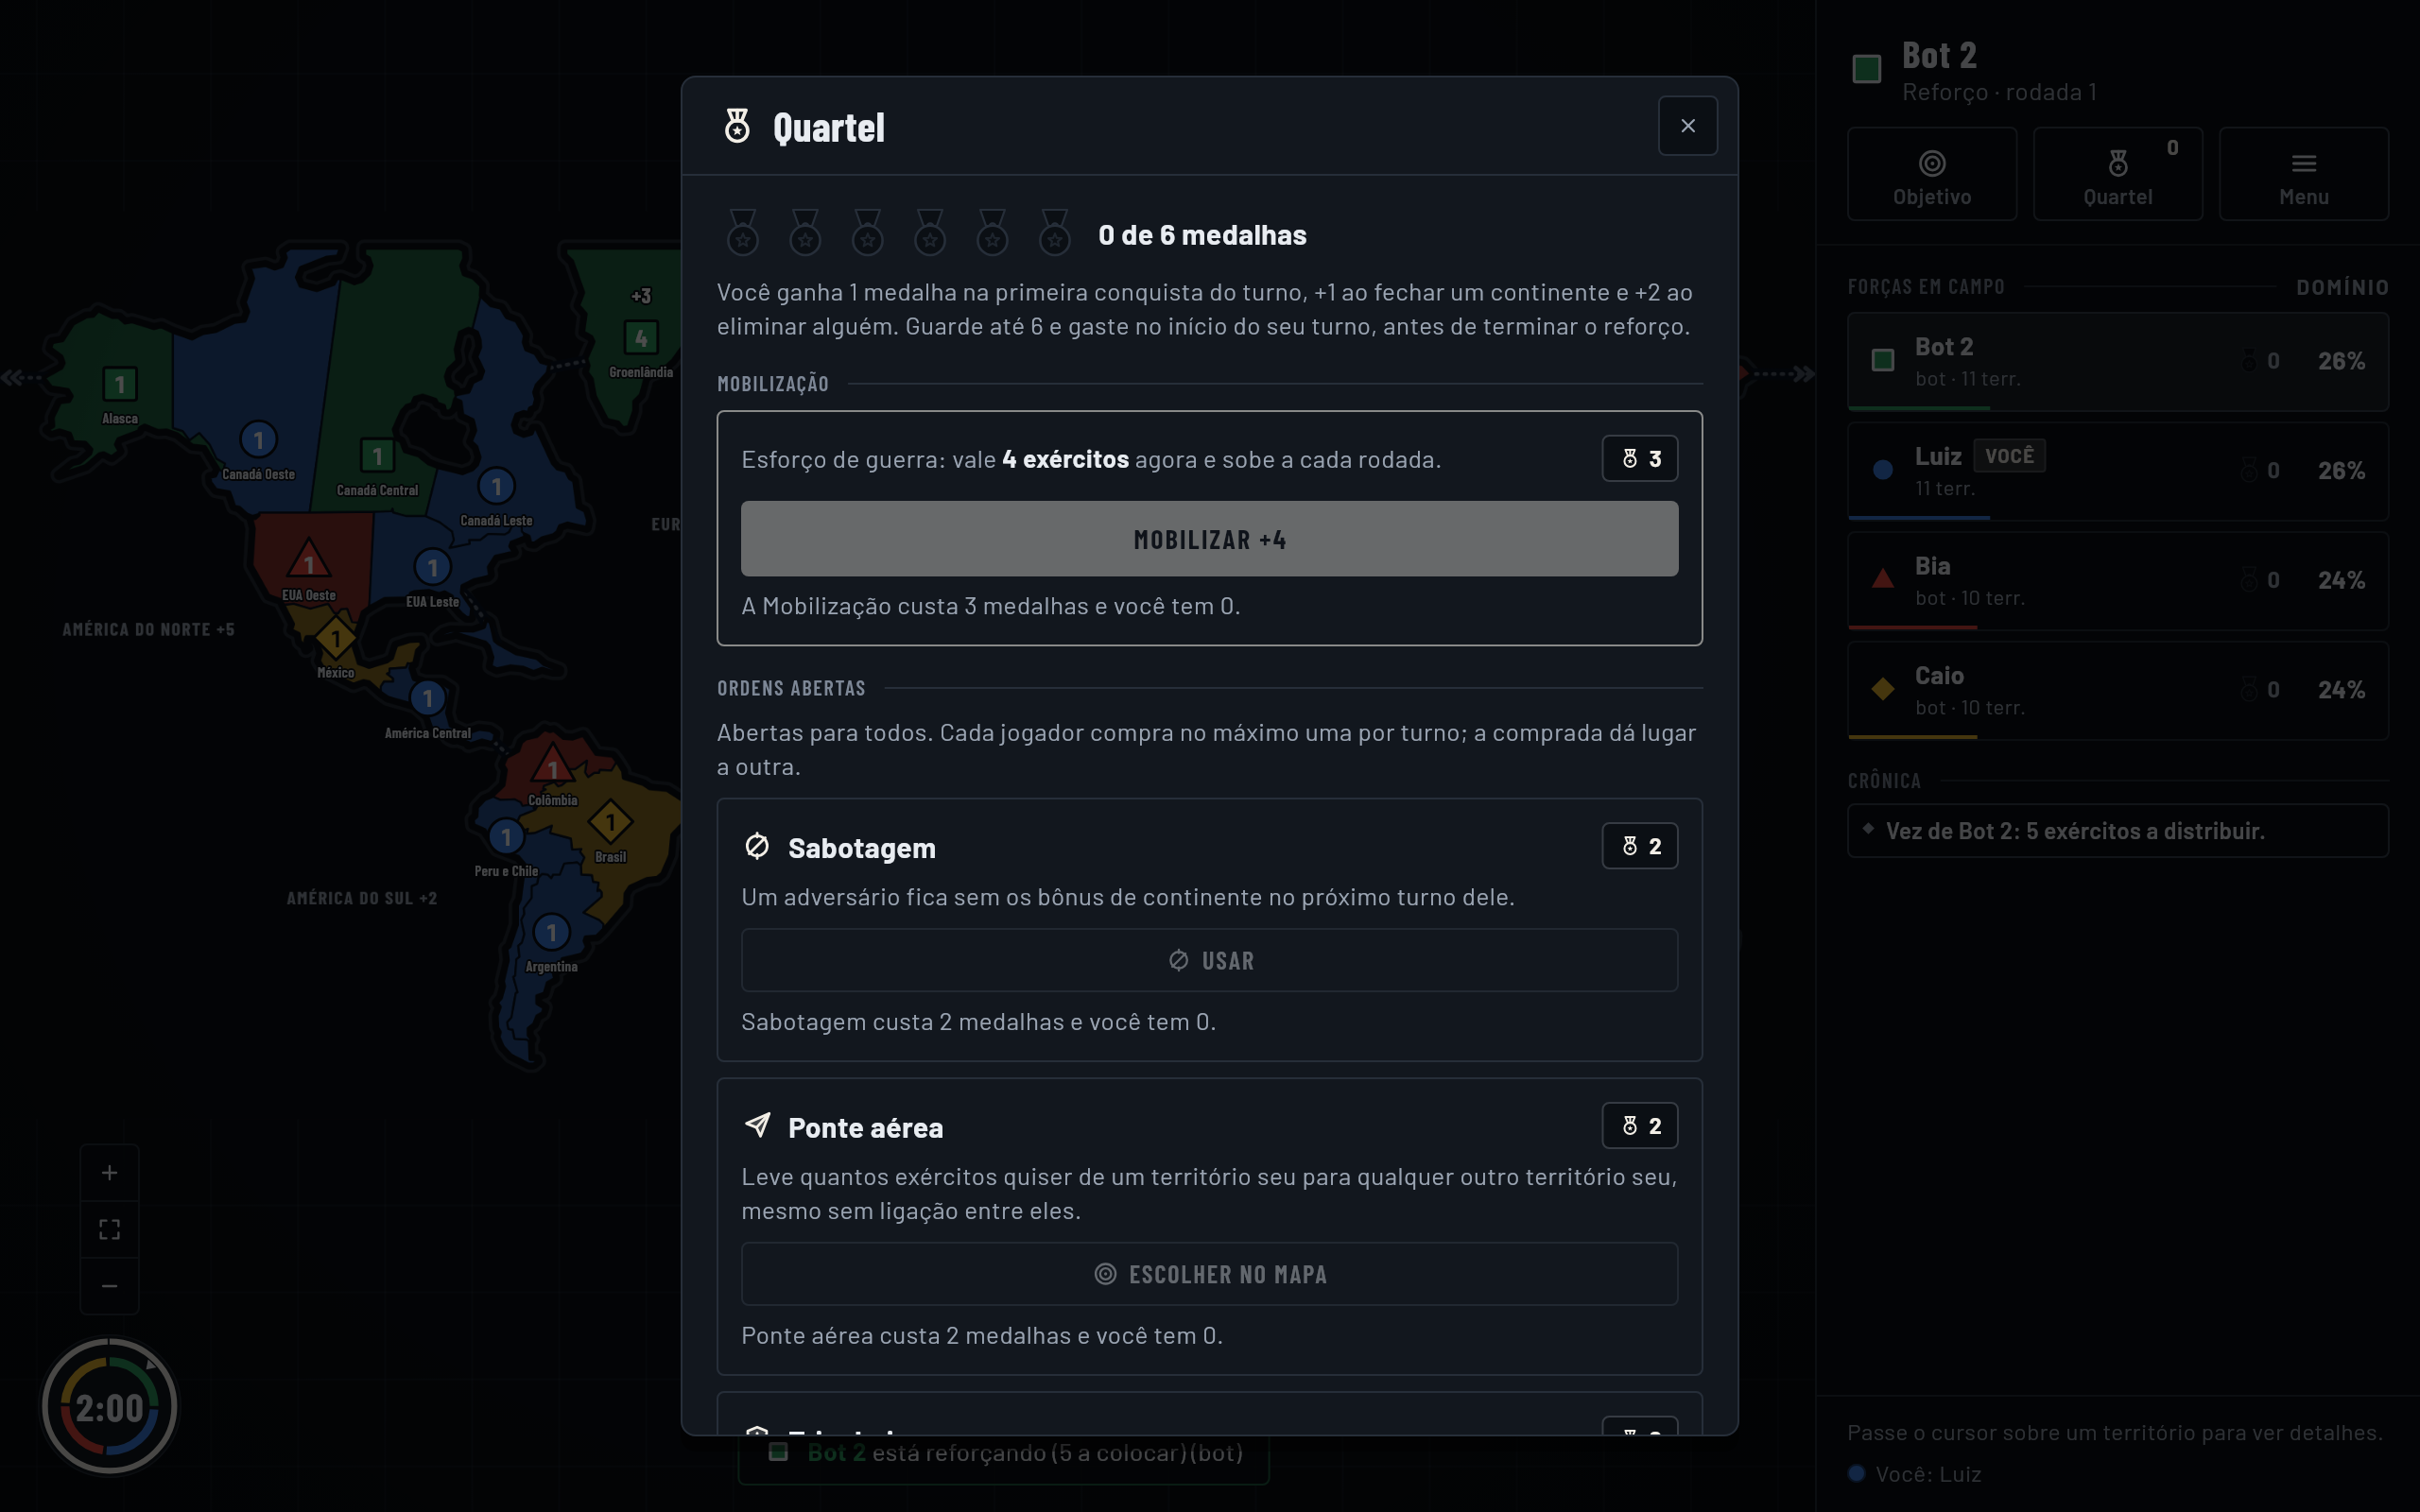 Quartel
0 de 6 medalhas
Você ganha 1 medalha na primeira conquista do turno, +1 ao fechar um continente e +2 ao
eliminar alguém. Guarde até 6 e gaste no início do seu turno, antes de terminar o reforço.
MOBILIZAÇÃO
Esforço de guerra: vale 4 exércitos agora e sobe a cada rodada.
3
MOBILIZAR +4
A Mobilização custa 3 medalhas e você tem 0.
ORDENS ABERTAS
Abertas para todos. Cada jogador compra no máximo uma por turno; a comprada dá lugar
a outra.
Sabotagem
2
Um adversário fica sem os bônus de continente no próximo turno dele.
USAR
Sabotagem custa 2 medalhas e você tem 0.
Ponte aérea
2
Leve quantos exércitos quiser de um território seu para qualquer outro território seu,
mesmo sem ligação entre eles.
ESCOLHER NO MAPA
Ponte aérea custa 2 medalhas e você tem 0.
Bot 2 está reforçando (5 a colocar) (bot)
+3
4
Groenlândia
1
Alasca
1
Canadá Oeste
1
Canadá Central
1
Canadá Leste
EUR
1
EUA Oeste
1
EUA Leste
AMÉRICA DO NORTE +5
1
México
1
América Central
1
Colômbia
1
Brasil
1
Peru e Chile
AMÉRICA DO SUL +2
1
Argentina
+
−
2:00
Bot 2
Reforço · rodada 1
Objetivo
0
Quartel
Menu
FORÇAS EM CAMPO
DOMÍNIO
Bot 2
bot · 11 terr.
0
26%
Luiz
VOCÊ
11 terr.
0
26%
Bia
bot · 10 terr.
0
24%
Caio
bot · 10 terr.
0
24%
CRÔNICA
Vez de Bot 2: 5 exércitos a distribuir.
Passe o cursor sobre um território para ver detalhes.
Você: Luiz